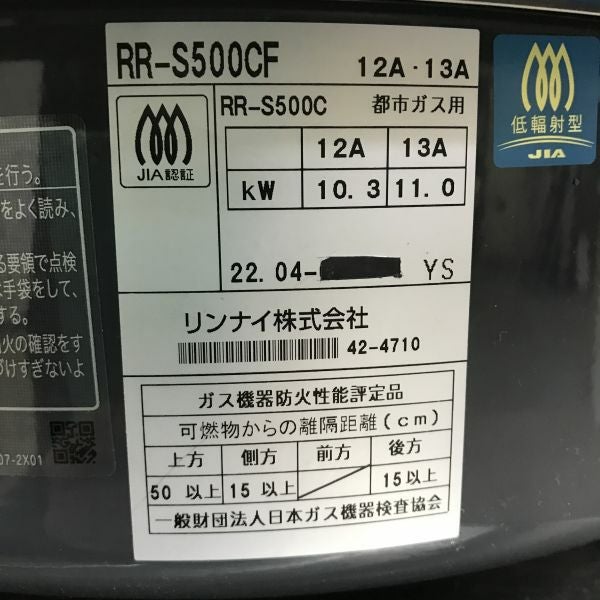 RR-S500CF 12A・13A
JIA認証
RR-S500C 都市ガス用
12A 13A
kW 10.3 11.0
22.04- YS
リンナイ株式会社
42-4710
ガス機器防火性能評定品
可燃物からの離隔距離(cm)
上方 側方 前方 後方
50 以上 15 以上 15 以上
一般財団法人日本ガス機器検査協会
低輻射型
JIA
を行う。
をよく読み、
る要領で点検
手袋をして、
する。
火の確認をす
づけすぎないよ
07-2X01